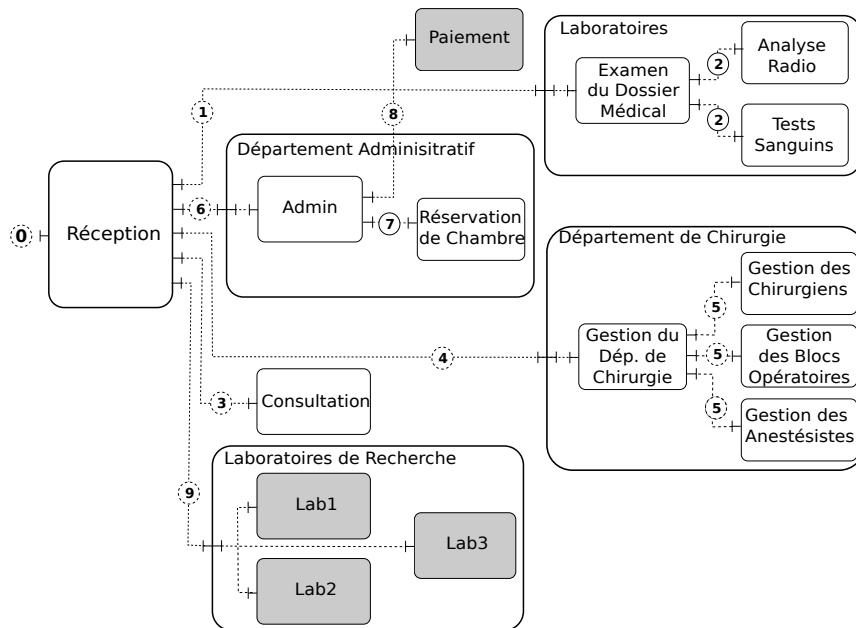 Paiement
Laboratoires
Examen
du Dossier
Médical
2
Analyse
Radio
2
Tests
Sanguins
1
8
Département Adminisitratif
Admin
7
Réservation
de Chambre
0
Réception
6
Département de Chirurgie
Gestion du
Dép. de
Chirurgie
5
Gestion des
Chirurgiens
5
Gestion
des Blocs
Opératoires
5
Gestion des
Anestésistes
4
3
Consultation
9
Laboratoires de Recherche
Lab1
Lab3
Lab2